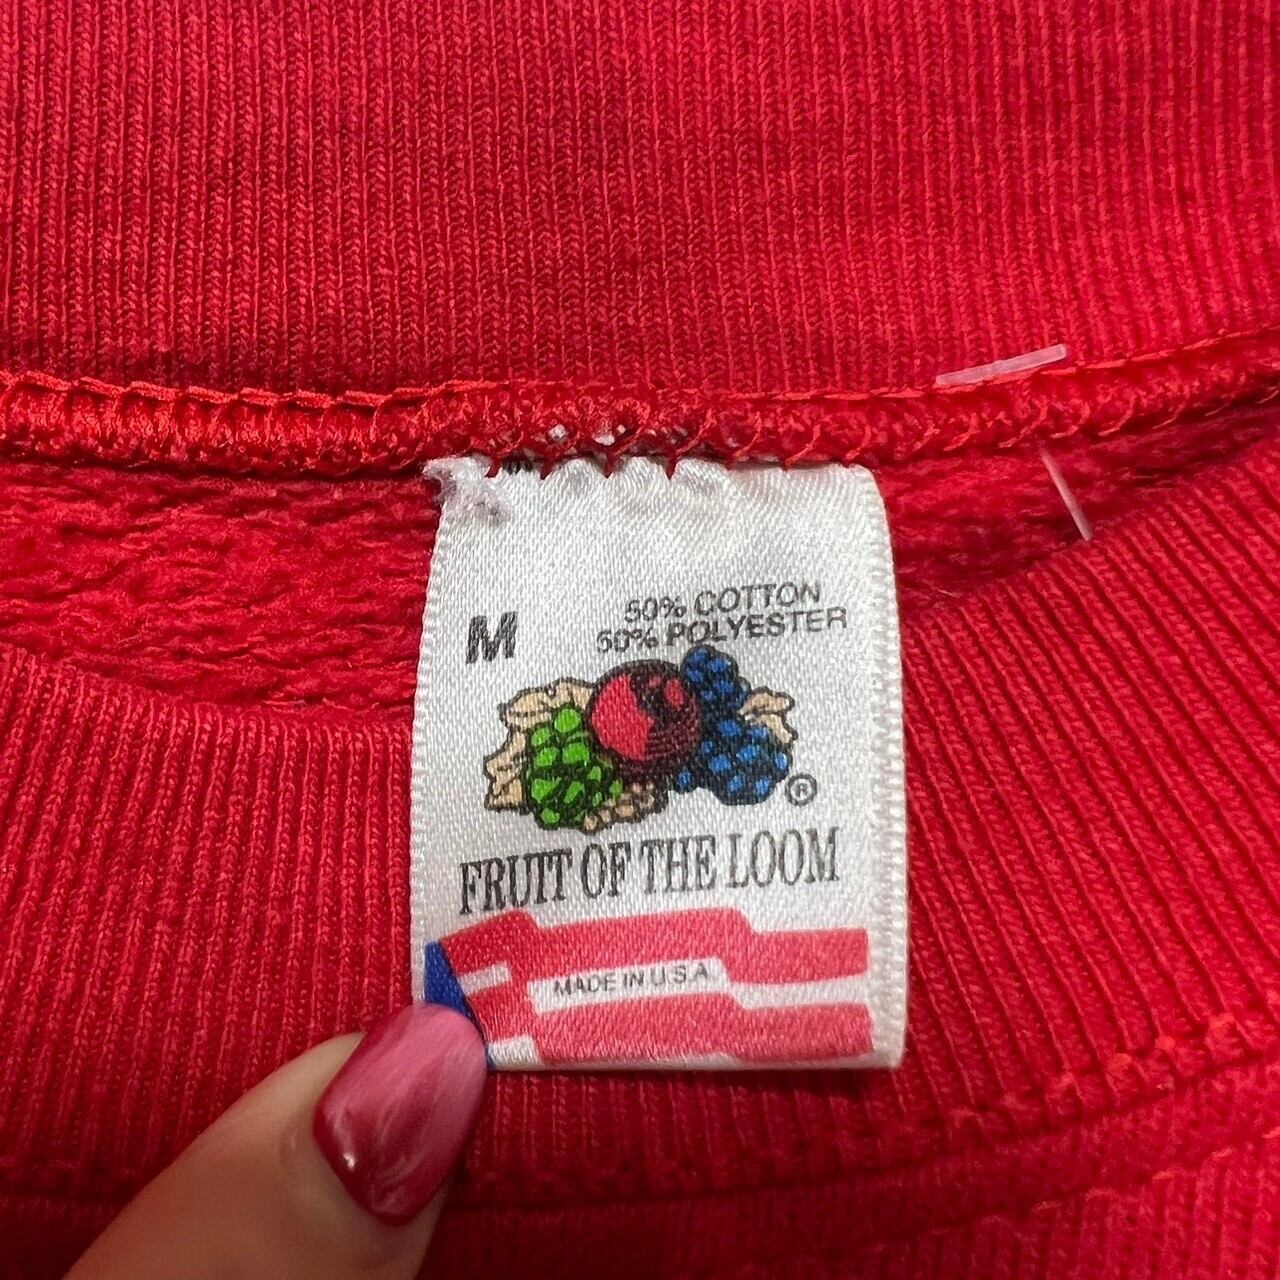 M
50% COTTON
50% POLYESTER
®
FRUIT OF THE LOOM
MADE IN U.S.A.